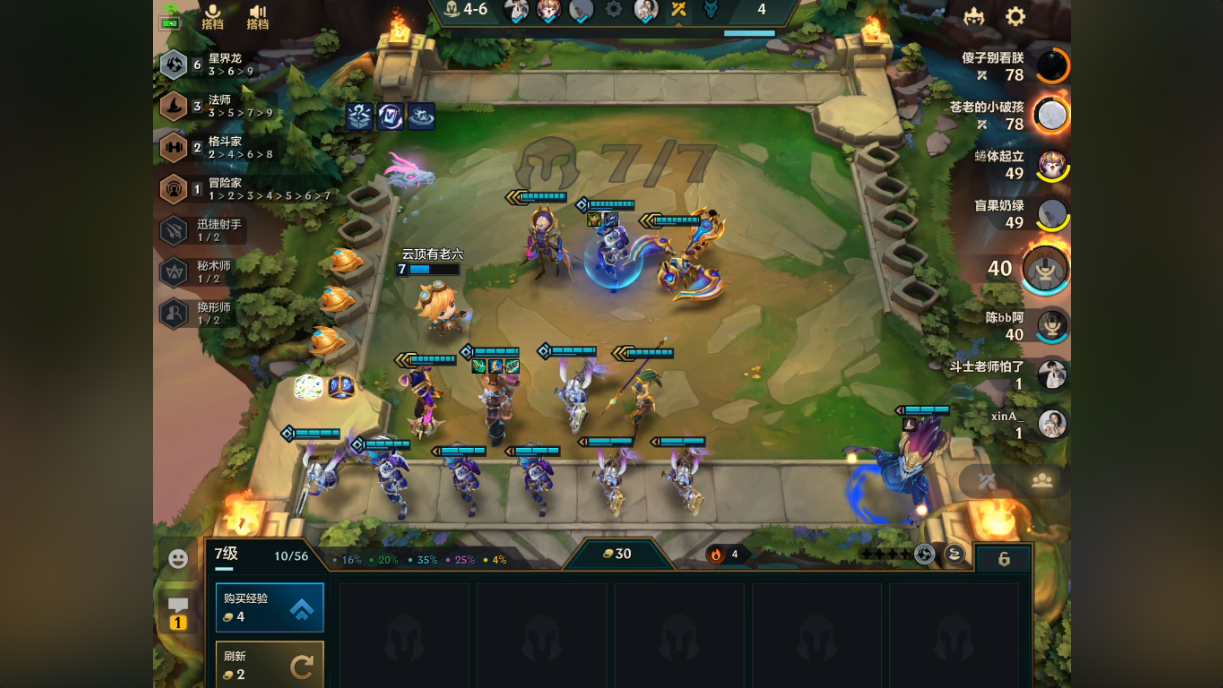 搭档
搭档
4-6
4
6 星界龙
3 > 6 > 9
3 法师
3 > 5 > 7 > 9
2 格斗家
2 > 4 > 6 > 8
1 冒险家
1 > 2 > 3 > 4 > 5 > 6 > 7
迅捷射手
1 / 2
秘术师
1 / 2
换形师
1 / 2
7/7
云顶有老六
7
傻子别看朕
78
苍老的小破孩
78
蜷体起立
49
盲果奶绿
49
40
陈bb阿
40
斗士老师怕了
1
xinA_
1
7级
10/56
16% 20% 35% 25% 4%
30
4
购买经验
4
刷新
2
1